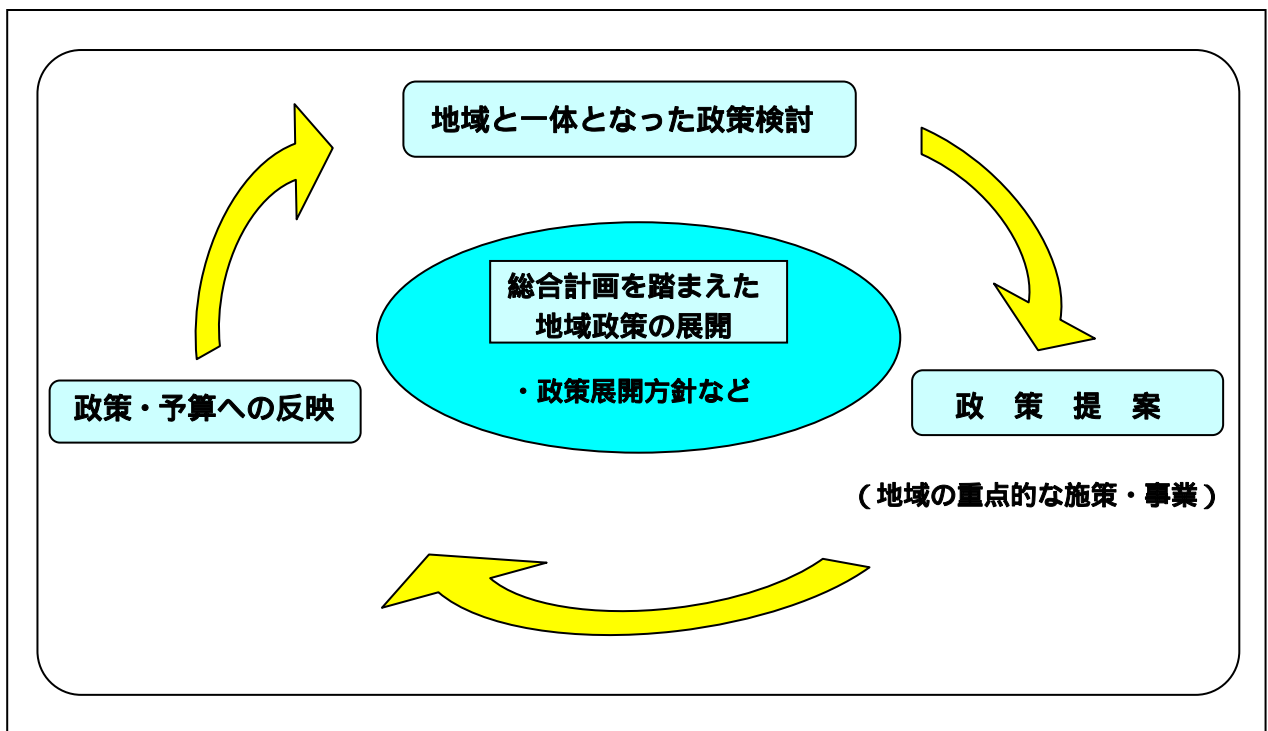 地域と一体となった政策検討
総合計画を踏まえた
地域政策の展開
・政策展開方針など
政策・予算への反映
政　策　提　案
（地域の重点的な施策・事業）